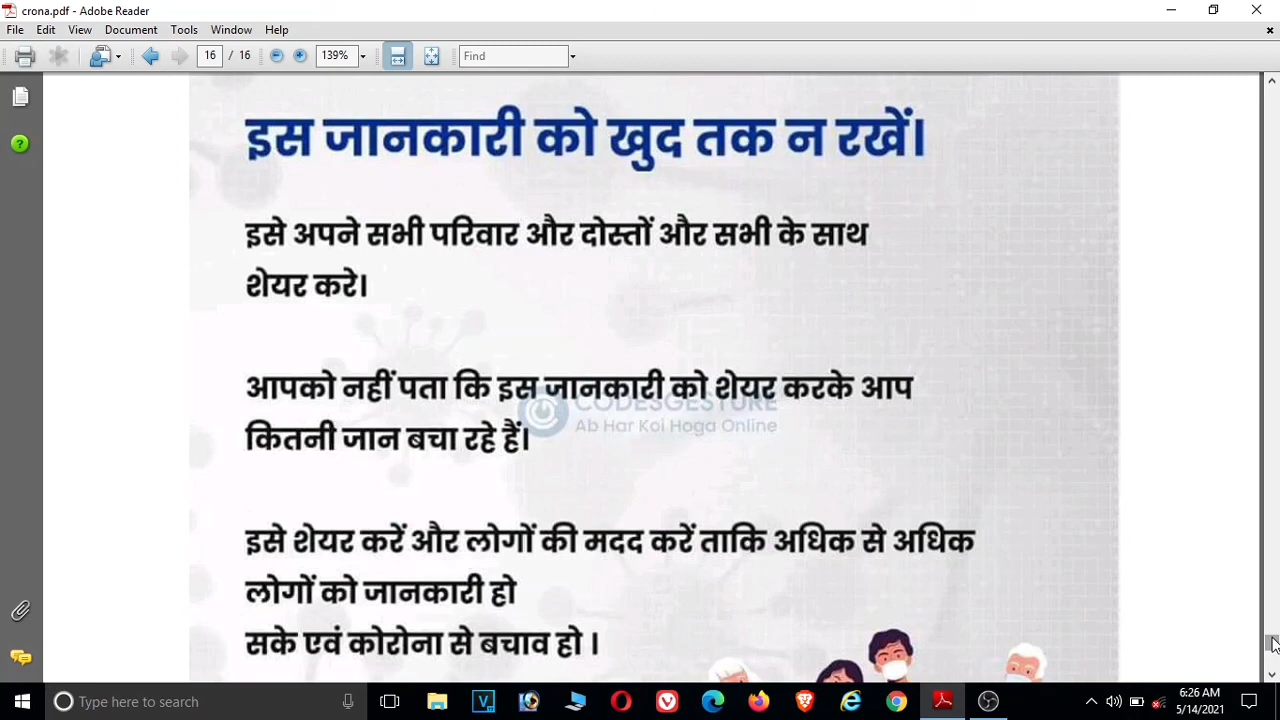 crona.pdf - Adobe Reader
File Edit View Document Tools Window Help
16 / 16 139% Find
इस जानकारी को खुद तक न रखें।
इसे अपने सभी परिवार और दोस्तों और सभी के साथ
शेयर करे।
आपको नहीं पता कि इस जानकारी को शेयर करके आप
कितनी जान बचा रहे हैं।
CODESGESTURE
Ab Har Koi Hoga Online
इसे शेयर करें और लोगों की मदद करें ताकि अधिक से अधिक
लोगों को जानकारी हो
सके एवं कोरोना से बचाव हो ।
Type here to search
6:26 AM
5/14/2021